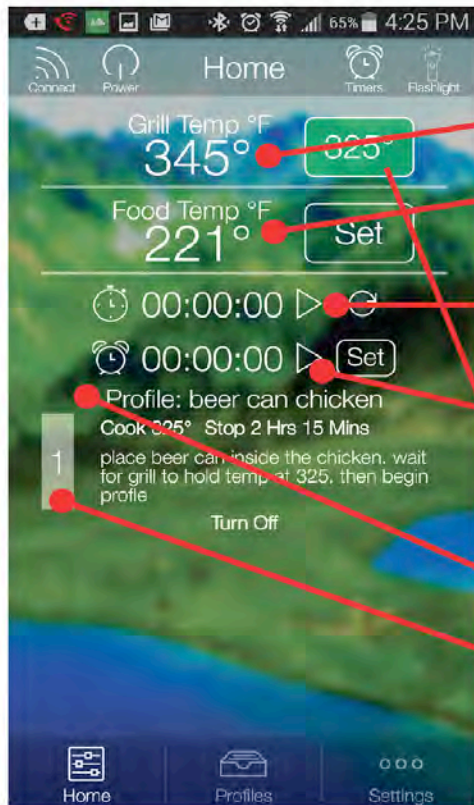 65% 4:25 PM
Connect Power Home Timers Flashlight
Grill Temp °F
345° 325°
Food Temp °F
221° Set
00:00:00
00:00:00 Set
Profile: beer can chicken
Cook 325° Stop 2 Hrs 15 Mins
1
place beer can inside the chicken. wait
for grill to hold temp at 325. then begin
profie
Turn Off
Home Profiles Settings